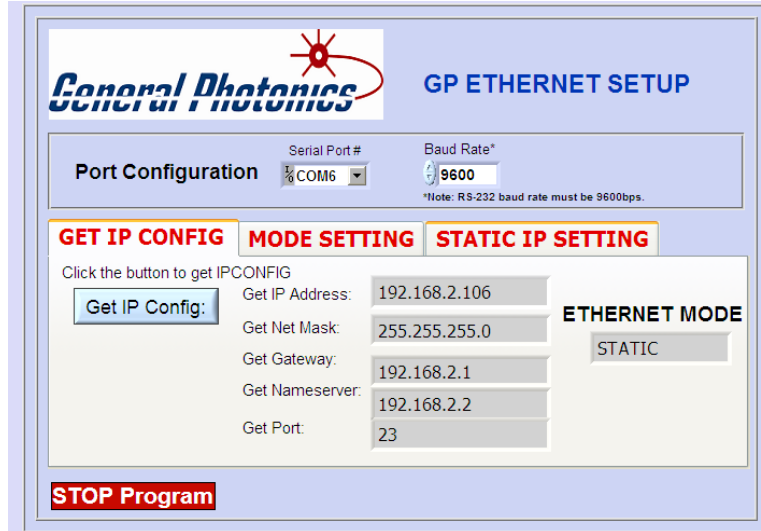 General Photonics
GP ETHERNET SETUP
Port Configuration
Serial Port #
COM6
Baud Rate*
9600
*Note: RS-232 baud rate must be 9600bps.
GET IP CONFIG
MODE SETTING
STATIC IP SETTING
Click the button to get IPCONFIG
Get IP Config:
Get IP Address: 192.168.2.106
Get Net Mask: 255.255.255.0
Get Gateway: 192.168.2.1
Get Nameserver: 192.168.2.2
Get Port: 23
ETHERNET MODE
STATIC
STOP Program